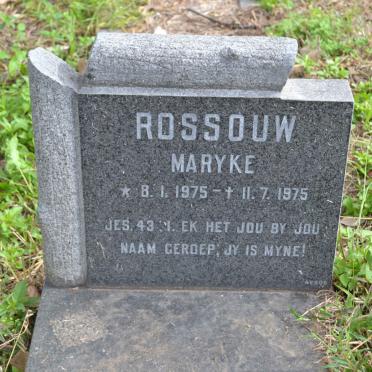 ROSSOUW
MARYKE
* 8.1.1975 - † 11.7.1975
JES. 43:1. EK HET JOU BY JOU
NAAM GEROEP; JY IS MYNE!